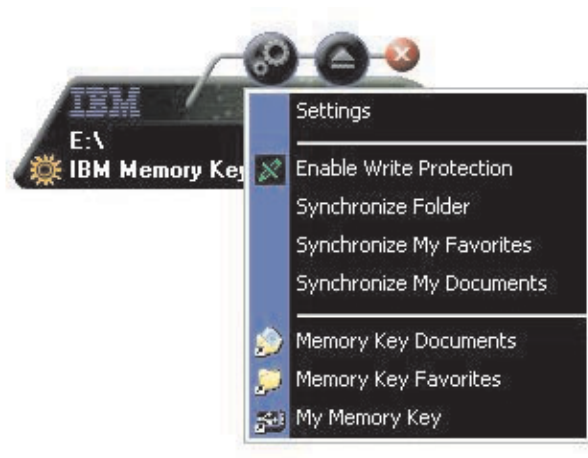 IBM
E:\
IBM Memory Key
Settings
Enable Write Protection
Synchronize Folder
Synchronize My Favorites
Synchronize My Documents
Memory Key Documents
Memory Key Favorites
My Memory Key